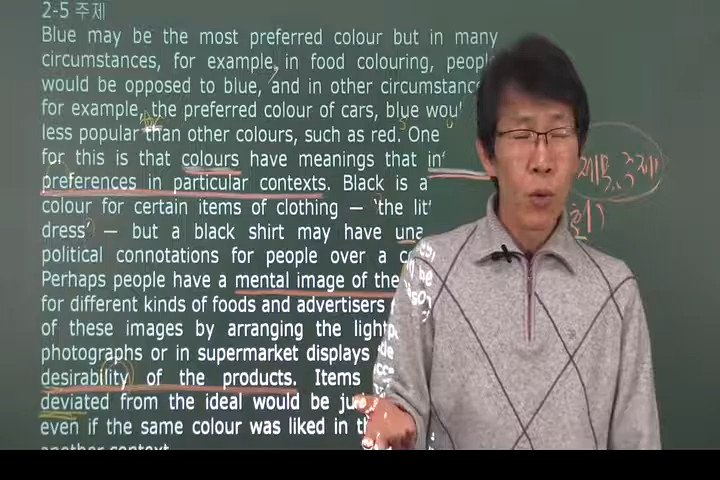 2-5 주제
Blue may be the most preferred colour but in many
circumstances, for example, in food colouring, people
would be opposed to blue, and in other circumstance
for example, the preferred colour of cars, blue wou
less popular than other colours, such as red. One
for this is that colours have meanings that in
preferences in particular contexts. Black is a
colour for certain items of clothing — 'the lit
dress' — but a black shirt may have una
political connotations for people over a c
Perhaps people have a mental image of the
for different kinds of foods and advertisers
of these images by arranging the light
photographs or in supermarket displays
desirability of the products. Items
deviated from the ideal would be ju
even if the same colour was liked in t
another context